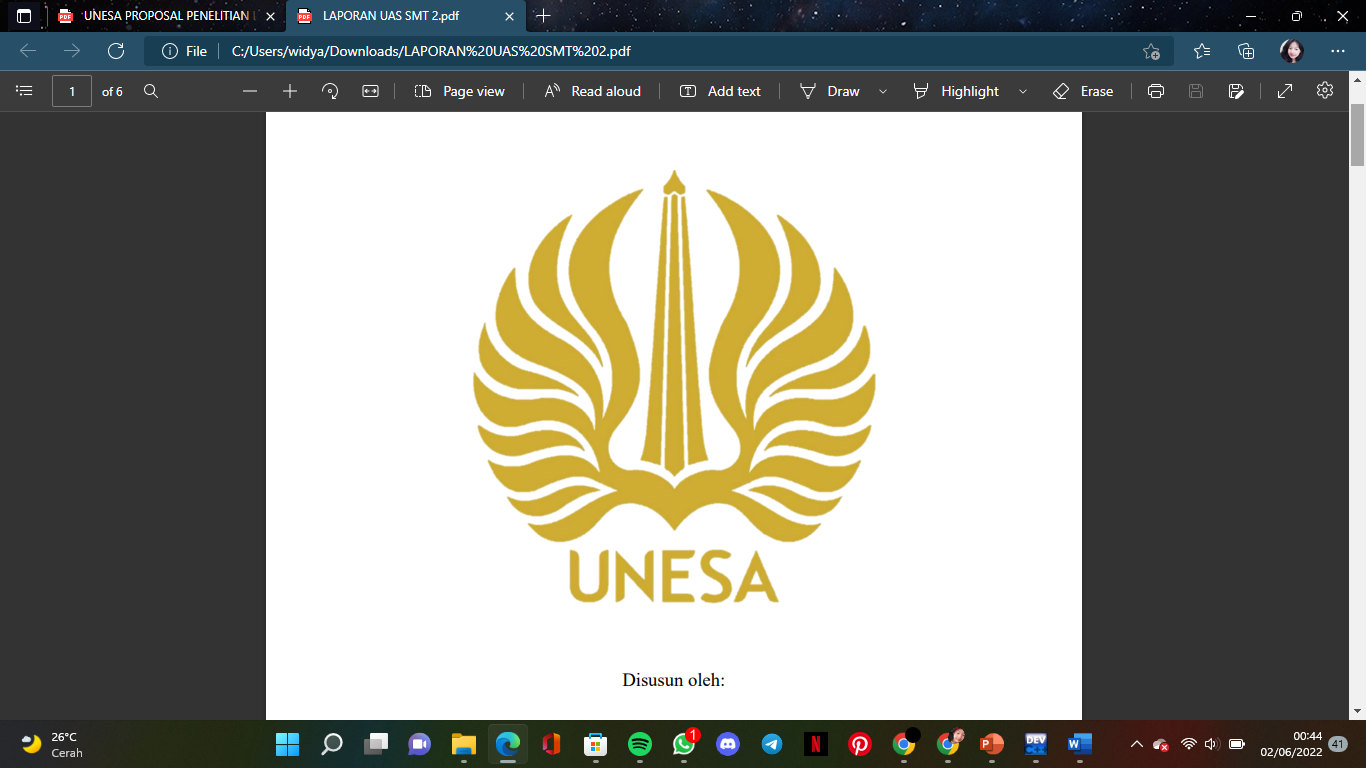 UNESA PROPOSAL PENELITIAN
LAPORAN UAS SMT 2.pdf
File
C:/Users/widya/Downloads/LAPORAN%20UAS%20SMT%202.pdf
1 of 6
Page view
Read aloud
Add text
Draw
Highlight
Erase
UNESA
Disusun oleh:
26°C
Cerah
1
N
P
DEV
W
00:44
02/06/2022
41